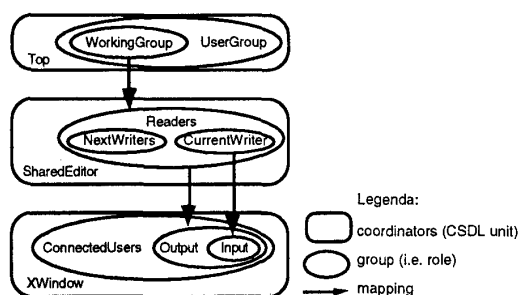 WorkingGroup UserGroup
Top
Readers
NextWriters CurrentWriter
SharedEditor
ConnectedUsers Output Input
XWindow
Legenda:
coordinators (CSDL unit)
group (i.e. role)
mapping